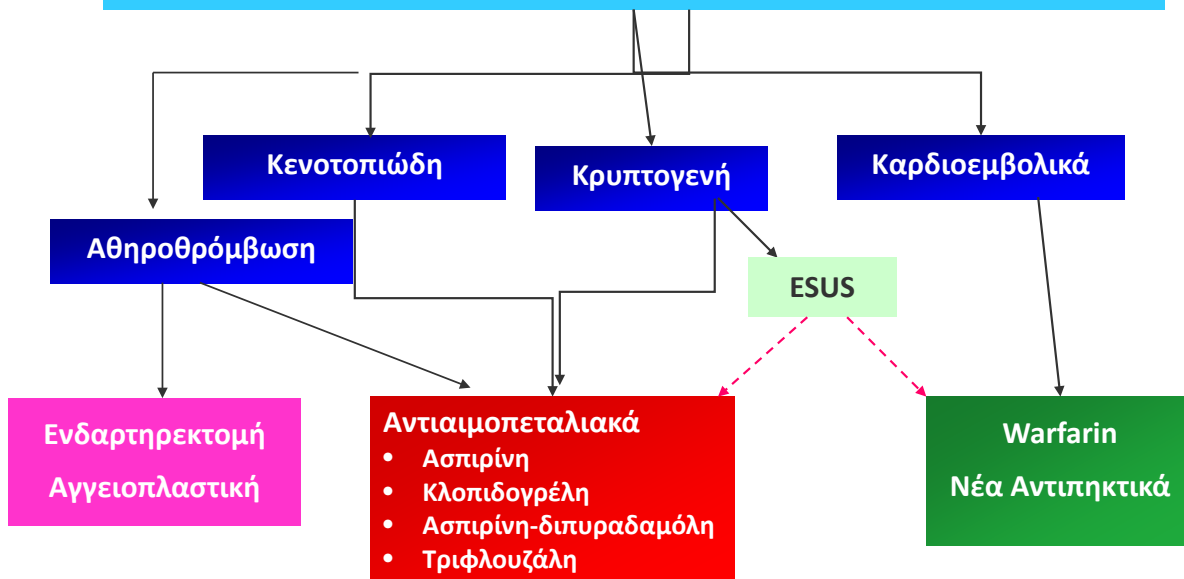 Κενοτοπιώδη
Κρυπτογενή
Καρδιοεμβολικά
Αθηροθρόμβωση
ESUS
Ενδαρτηρεκτομή
Αγγειοπλαστική
Αντιαιμοπεταλιακά
• Ασπιρίνη
• Κλοπιδογρέλη
• Ασπιρίνη-διπυραδαμόλη
• Τριφλουζάλη
Warfarin
Νέα Αντιπηκτικά